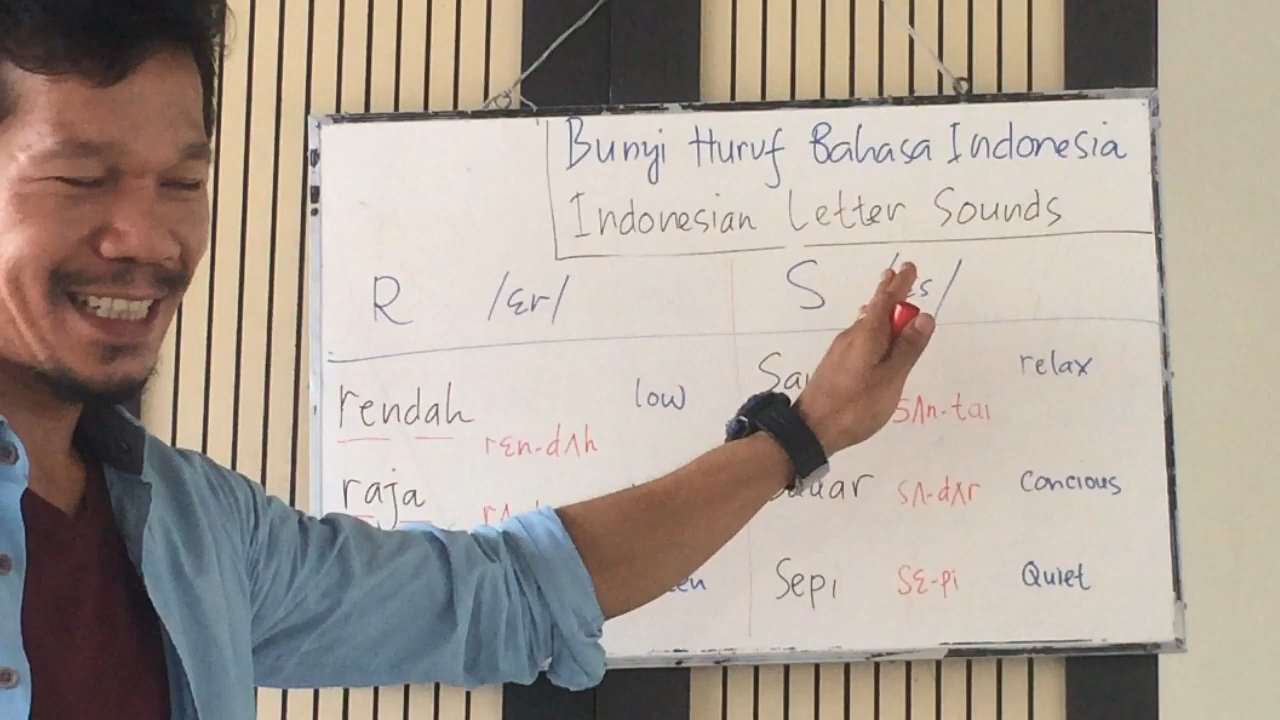 Bunyi Huruf Bahasa Indonesia
Indonesian Letter Sounds
R /ɛr/ S
rendah rɛn-dʌh low
relax
sʌn-tai
raja
sʌ-dʌr Concious
Sepi Sɛ-pi Quiet